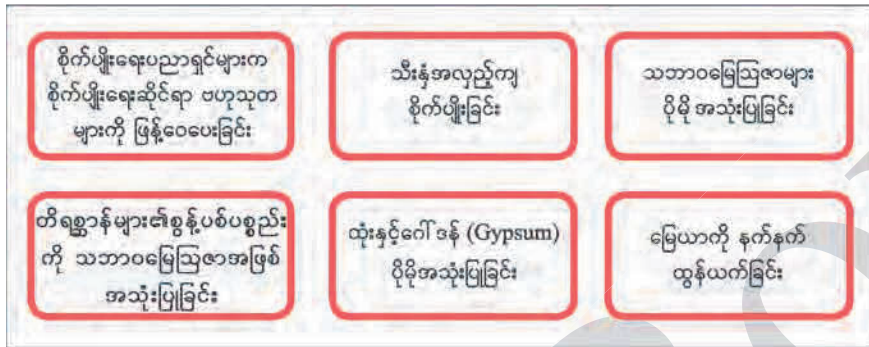 စိုက်ပျိုးရေးပညာရှင်များက
စိုက်ပျိုးရေးဆိုင်ရာ ဗဟုသုတ
များကို ဖြန့်ဝေပေးခြင်း
သီးနှံအလှည့်ကျ
စိုက်ပျိုးခြင်း
သဘာဝမြေဩဇာများ
ပိုမို အသုံးပြုခြင်း
တိရစ္ဆာန်များ၏စွန့်ပစ်ပစ္စည်း
ကို သဘာဝမြေဩဇာအဖြစ်
အသုံးပြုခြင်း
ထုံးနှင့်ဂေါ်ဒန် (Gypsum)
ပိုမိုအသုံးပြုခြင်း
မြေယာကို နက်နက်
ထွန်ယက်ခြင်း